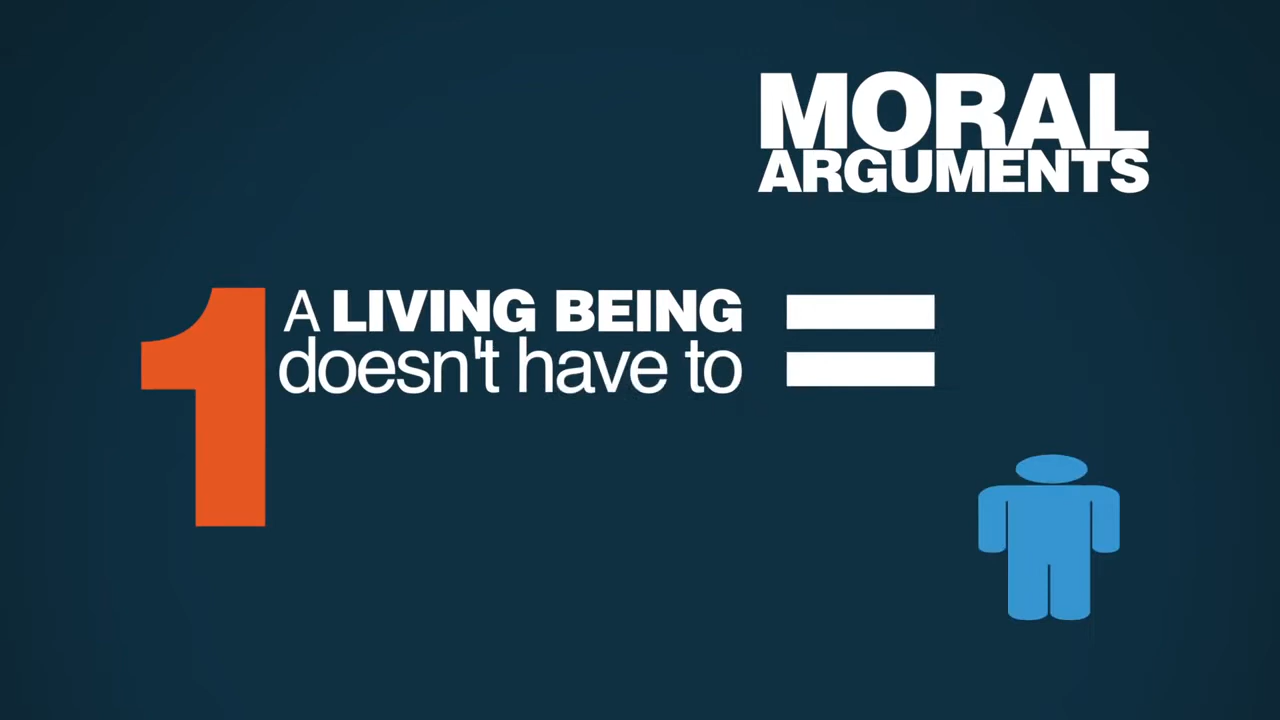 MORAL
ARGUMENTS
1
A LIVING BEING
doesn't have to
=